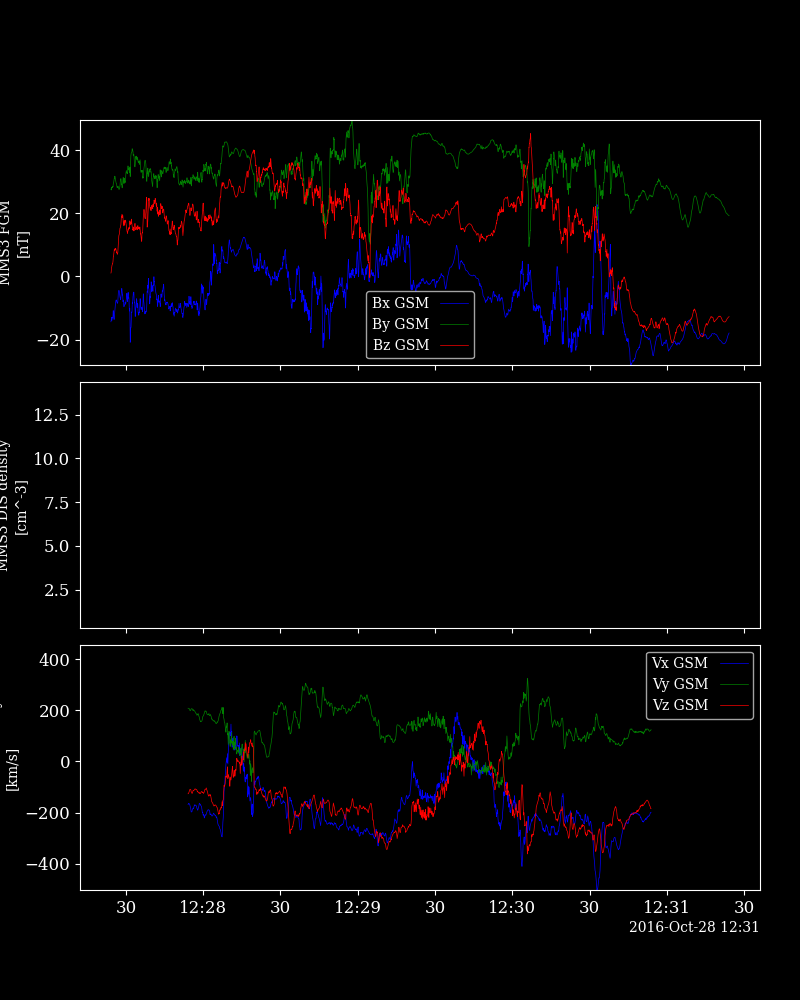 MMS3 FGM
[nT]
40
20
0
−20
Bx GSM
By GSM
Bz GSM
MMS3 DIS density
[cm^-3]
12.5
10.0
7.5
5.0
2.5
[km/s]
400
200
0
−200
−400
Vx GSM
Vy GSM
Vz GSM
30 12:28 30 12:29 30 12:30 30 12:31 30
2016-Oct-28 12:31